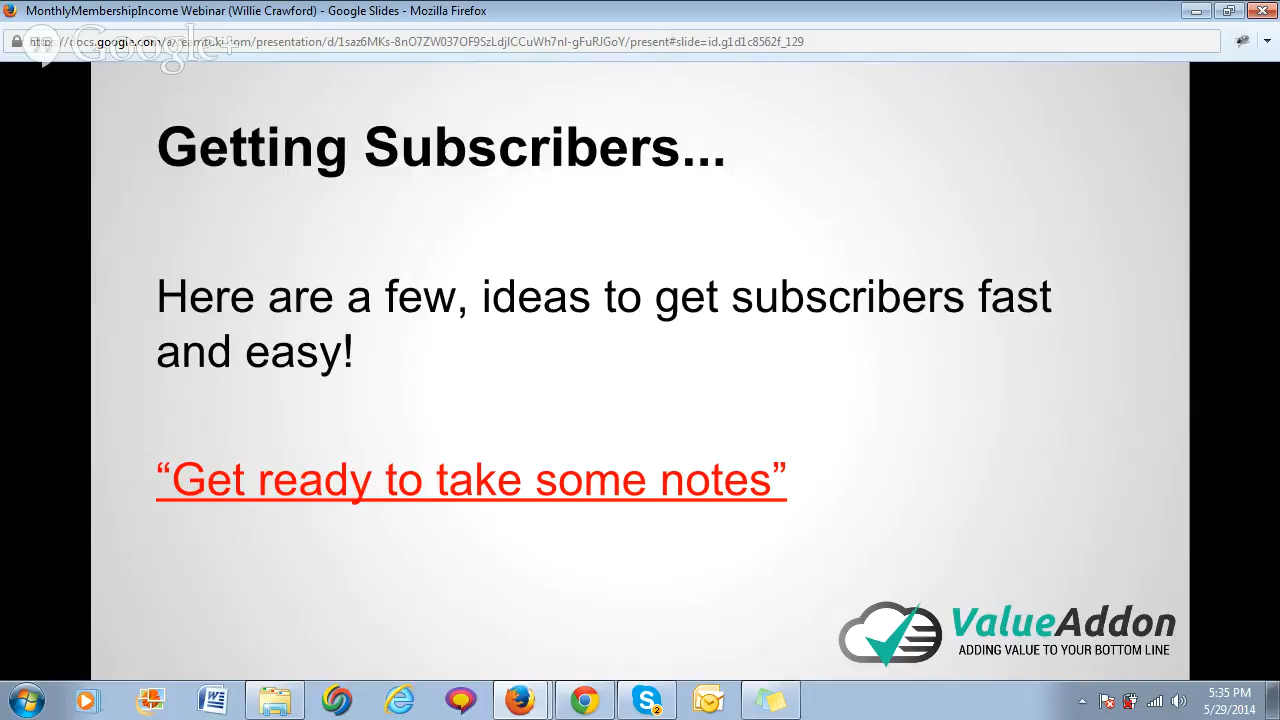 MonthlyMembershipIncome Webinar (Willie Crawford) - Google Slides - Mozilla Firefox
Google+
Getting Subscribers...
Here are a few, ideas to get subscribers fast
and easy!
“Get ready to take some notes”
ValueAddon
ADDING VALUE TO YOUR BOTTOM LINE
5:35 PM
5/29/2014